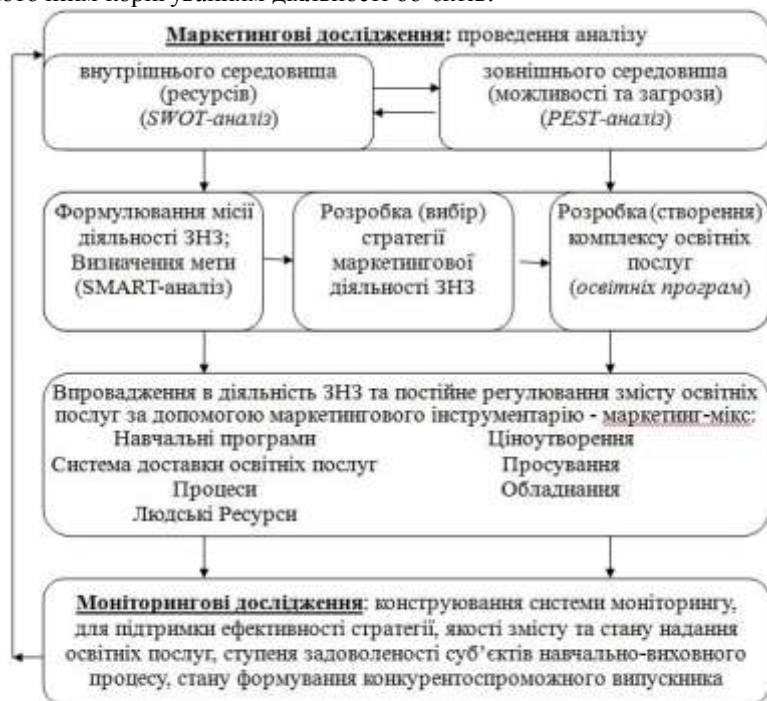 Маркетингові дослідження: проведення аналізу
внутрішнього середовища
(ресурсів)
(SWOT-аналіз)
зовнішнього середовища
(можливості та загрози)
(PEST-аналіз)
Формулювання місії
діяльності ЗНЗ;
Визначення мети
(SMART-аналіз)
Розробка (вибір)
стратегії
маркетингової
діяльності ЗНЗ
Розробка (створення)
комплексу освітніх
послуг
(освітніх програм)
Впровадження в діяльність ЗНЗ та постійне регулювання змісту освітніх
послуг за допомогою маркетингового інструментарію - маркетинг-мікс:
Навчальні програми
Система доставки освітніх послуг
Процеси
Людські Ресурси
Ціноутворення
Просування
Обладнання
Моніторингові дослідження: конструювання системи моніторингу,
для підтримки ефективності стратегії, якості змісту та стану надання
освітніх послуг, ступеня задоволеності суб’єктів навчально-виховного
процесу, стану формування конкурентоспроможного випускника